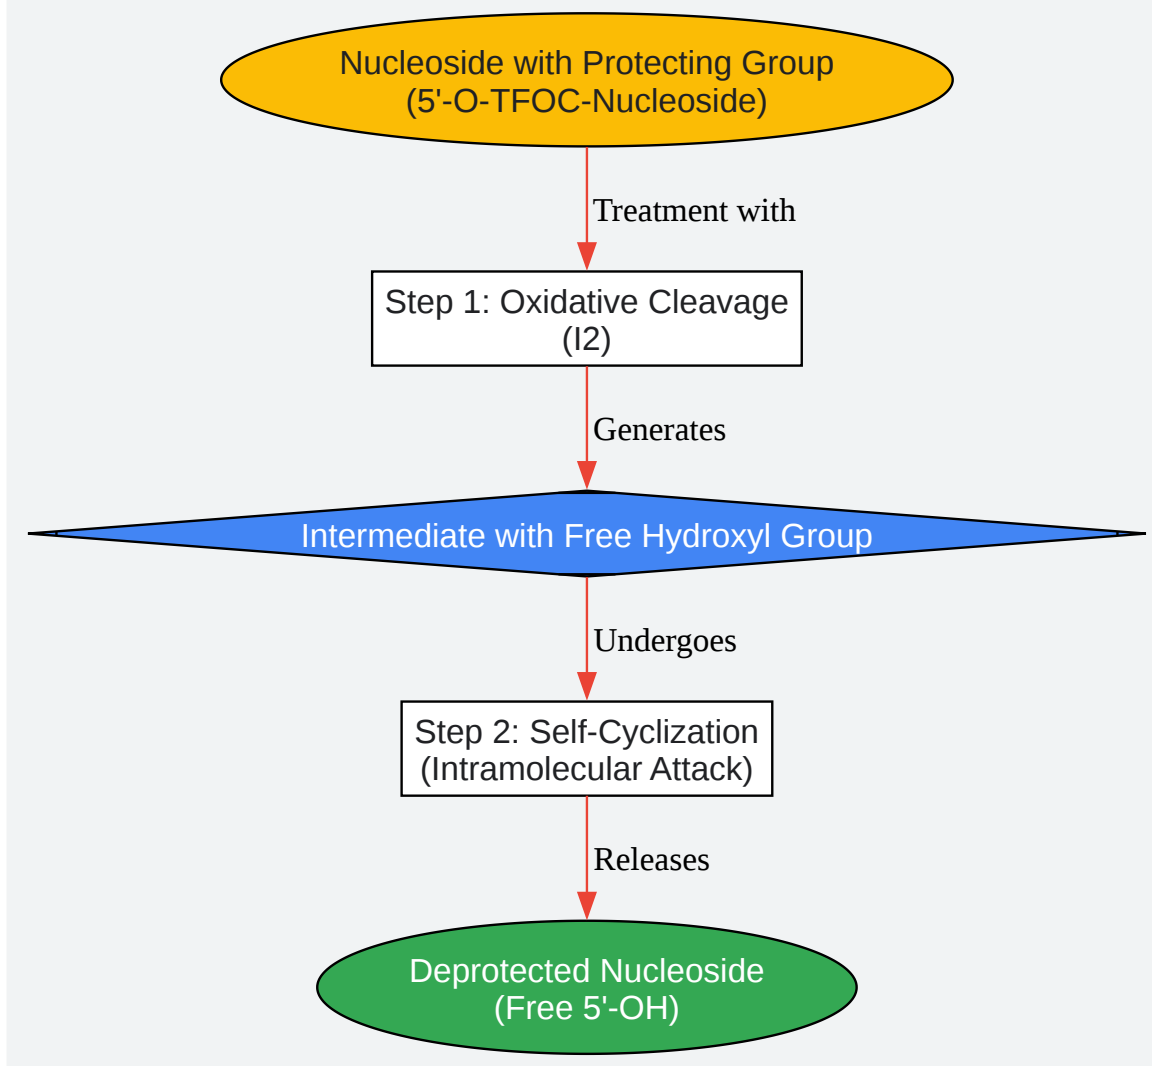 Nucleoside with Protecting Group
(5'-O-TFOC-Nucleoside)
Treatment with
Step 1: Oxidative Cleavage
(I2)
Generates
Intermediate with Free Hydroxyl Group
Undergoes
Step 2: Self-Cyclization
(Intramolecular Attack)
Releases
Deprotected Nucleoside
(Free 5'-OH)